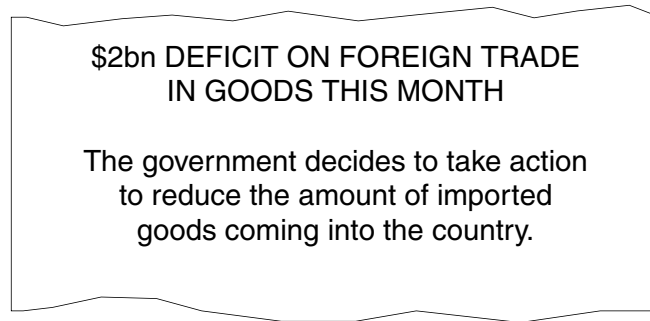 $2bn DEFICIT ON FOREIGN TRADE
IN GOODS THIS MONTH
The government decides to take action
to reduce the amount of imported
goods coming into the country.